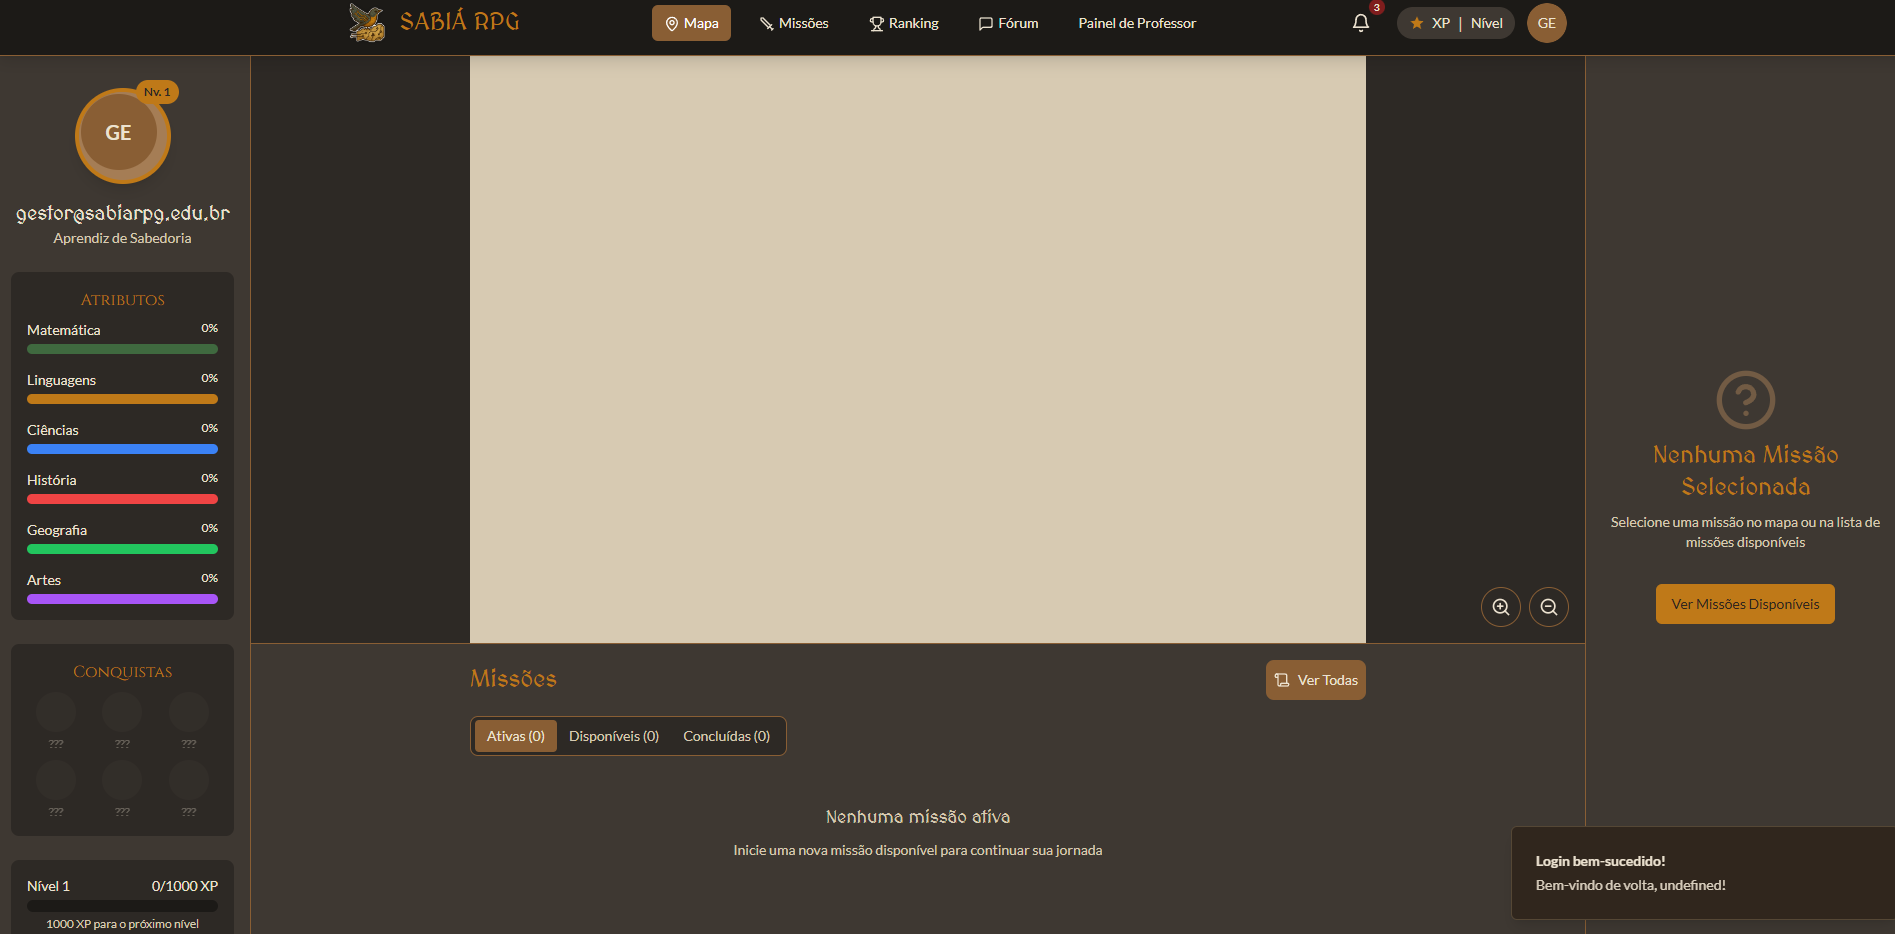 SABIÁ RPG
Mapa
Missões
Ranking
Fórum
Painel de Professor
3
XP | Nível
GE
Nv. 1
GE
gestor@sabiarpg.edu.br
Aprendiz de Sabedoria
Atributos
Matemática 0%
Linguagens 0%
Ciências 0%
História 0%
Geografia 0%
Artes 0%
Conquistas
??? ??? ???
??? ??? ???
Nível 1 0/1000 XP
1000 XP para o próximo nível
Missões
Ver Todas
Ativas (0) Disponíveis (0) Concluídas (0)
Nenhuma missão ativa
Inicie uma nova missão disponível para continuar sua jornada
Nenhuma Missão
Selecionada
Selecione uma missão no mapa ou na lista de
missões disponíveis
Ver Missões Disponíveis
Login bem-sucedido!
Bem-vindo de volta, undefined!